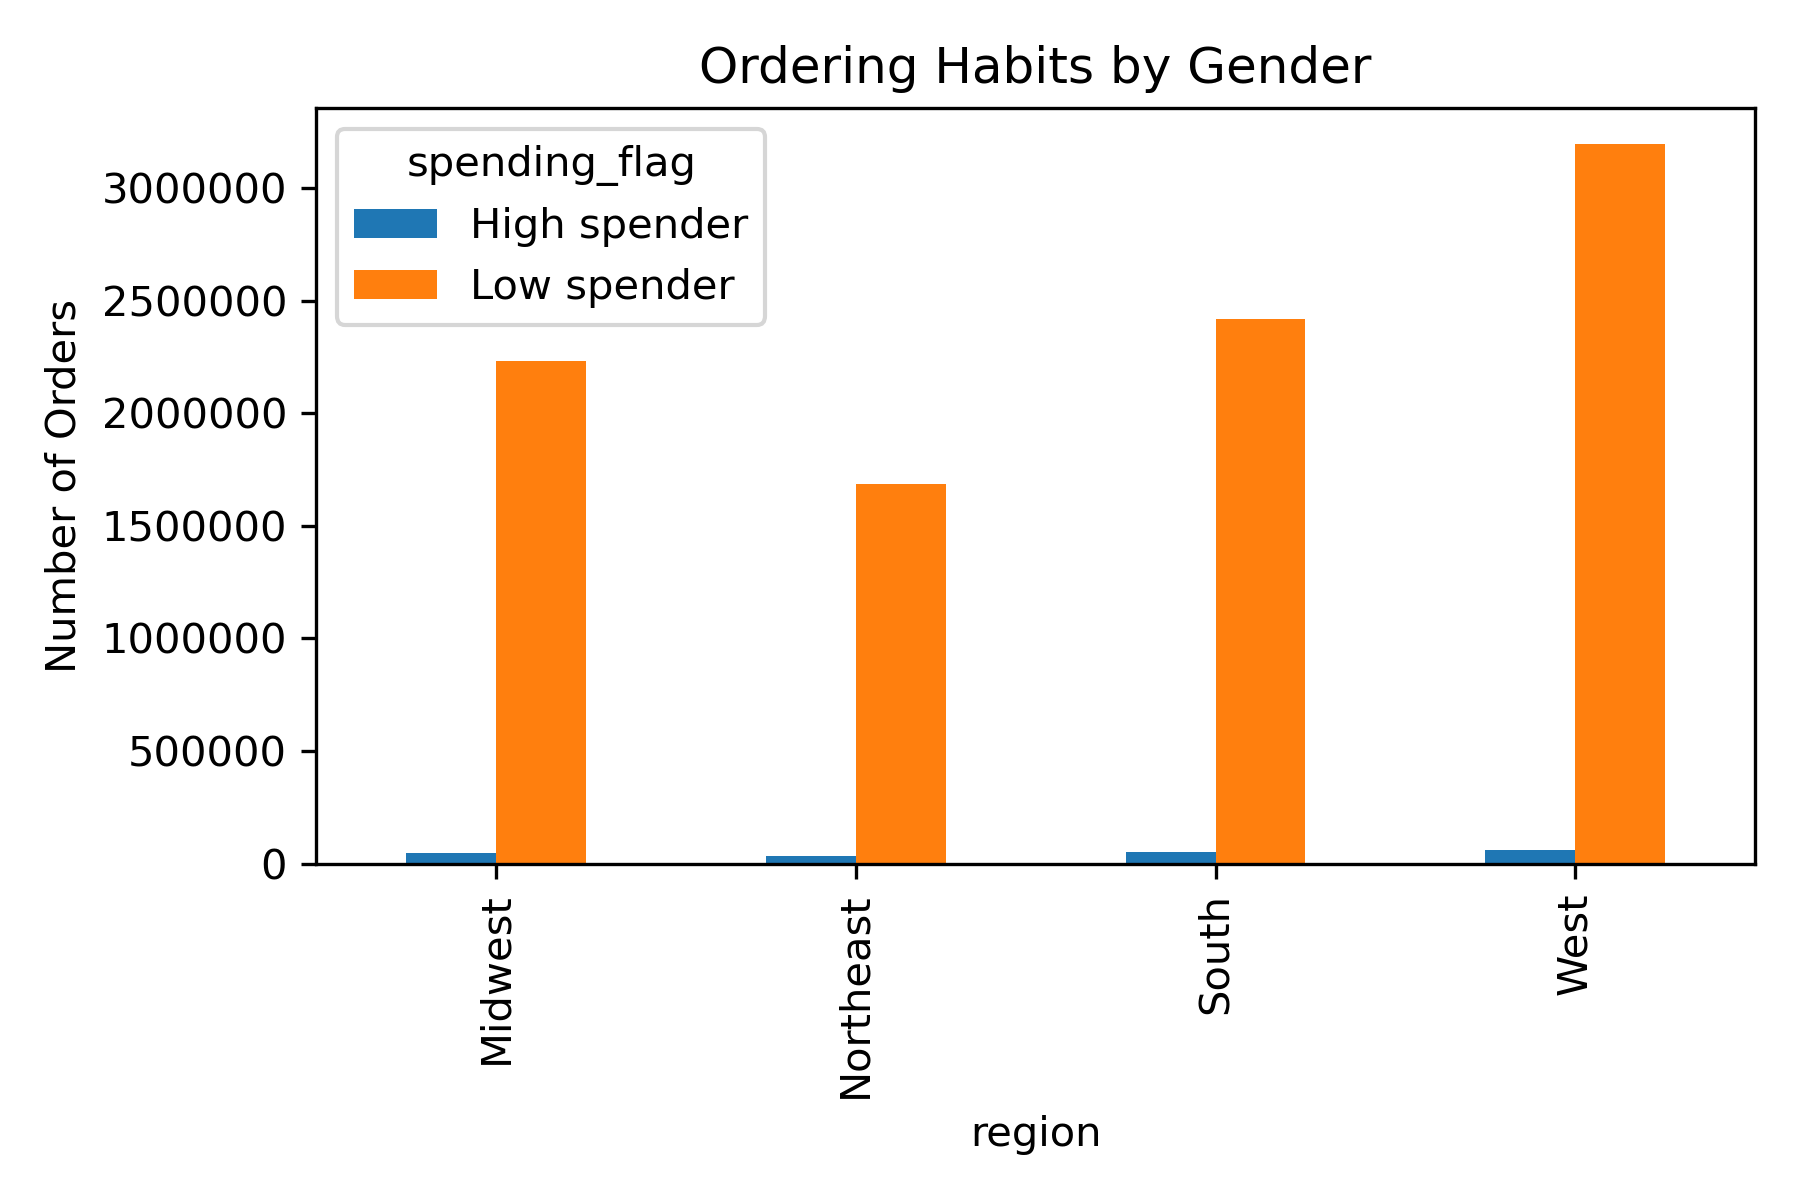 Ordering Habits by Gender
spending_flag
High spender
Low spender
Number of Orders
3000000
2500000
2000000
1500000
1000000
500000
0
Midwest
Northeast
South
West
region